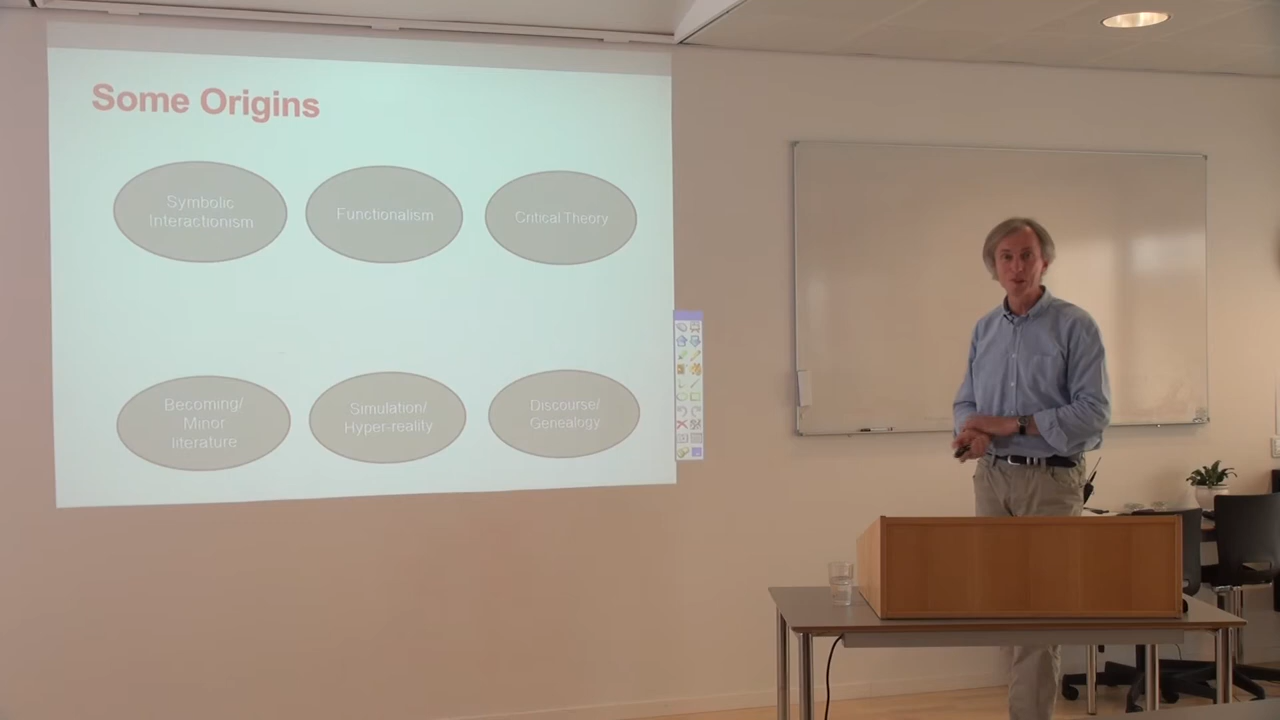 Some Origins
Symbolic
Interactionism
Functionalism
Critical Theory
Becoming/
Minor
literature
Simulation/
Hyper-reality
Discourse/
Genealogy